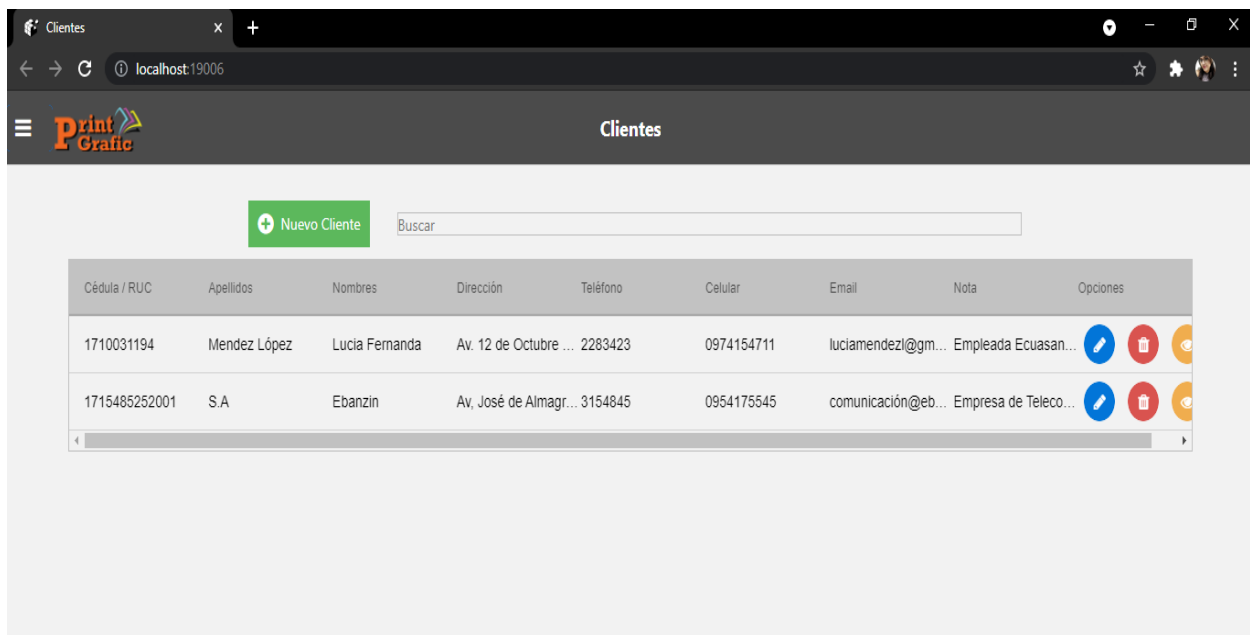 Clientes
localhost:19006
Print
Grafic
Clientes
Nuevo Cliente
Buscar
Cédula / RUC Apellidos Nombres Dirección Teléfono Celular Email Nota Opciones
1710031194 Mendez López Lucia Fernanda Av. 12 de Octubre ... 2283423 0974154711 luciamendezl@gm... Empleada Ecuasan...
1715485252001 S.A Ebanzin Av, José de Almagr... 3154845 0954175545 comunicación@eb... Empresa de Teleco...